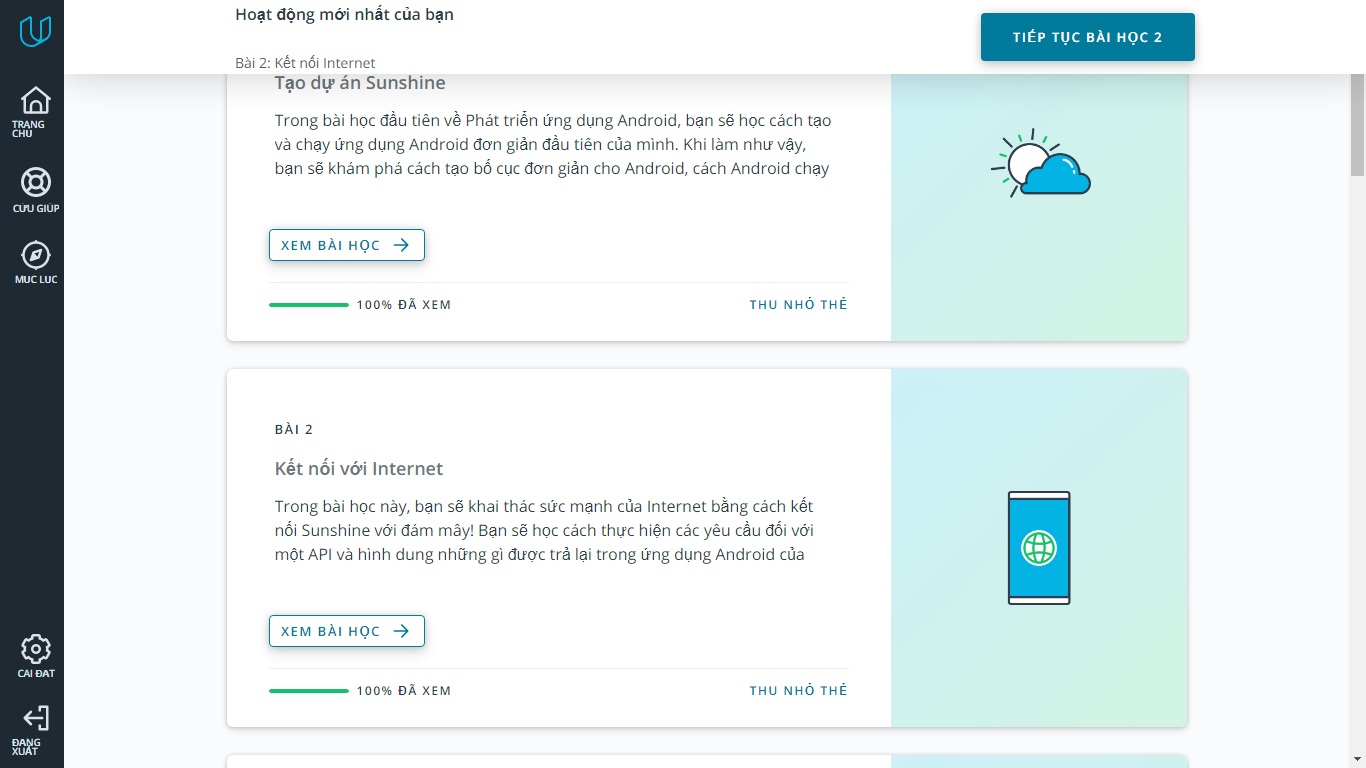 Hoạt động mới nhất của bạn
Bài 2: Kết nối Internet
TIẾP TỤC BÀI HỌC 2
TRANG
CHỦ
CỨU GIÚP
MỤC LỤC
CÀI ĐẶT
ĐĂNG
XUẤT
Tạo dự án Sunshine
Trong bài học đầu tiên về Phát triển ứng dụng Android, bạn sẽ học cách tạo
và chạy ứng dụng Android đơn giản đầu tiên của mình. Khi làm như vậy,
bạn sẽ khám phá cách tạo bố cục đơn giản cho Android, cách Android chạy
XEM BÀI HỌC
100% ĐÃ XEM
THU NHỎ THẺ
BÀI 2
Kết nối với Internet
Trong bài học này, bạn sẽ khai thác sức mạnh của Internet bằng cách kết
nối Sunshine với đám mây! Bạn sẽ học cách thực hiện các yêu cầu đối với
một API và hình dung những gì được trả lại trong ứng dụng Android của
XEM BÀI HỌC
100% ĐÃ XEM
THU NHỎ THẺ